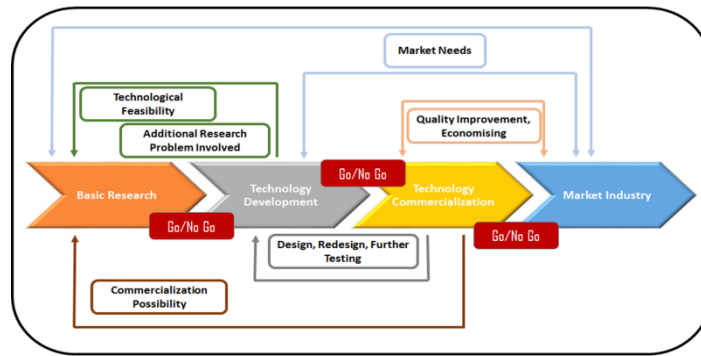 Market Needs
Technological
Feasibility
Additional Research
Problem Involved
Quality Improvement,
Economising
Go/No Go
Basic Research
Technology
Development
Technology
Commercialization
Market Industry
Go/No Go
Go/No Go
Design, Redesign, Further
Testing
Commercialization
Possibility